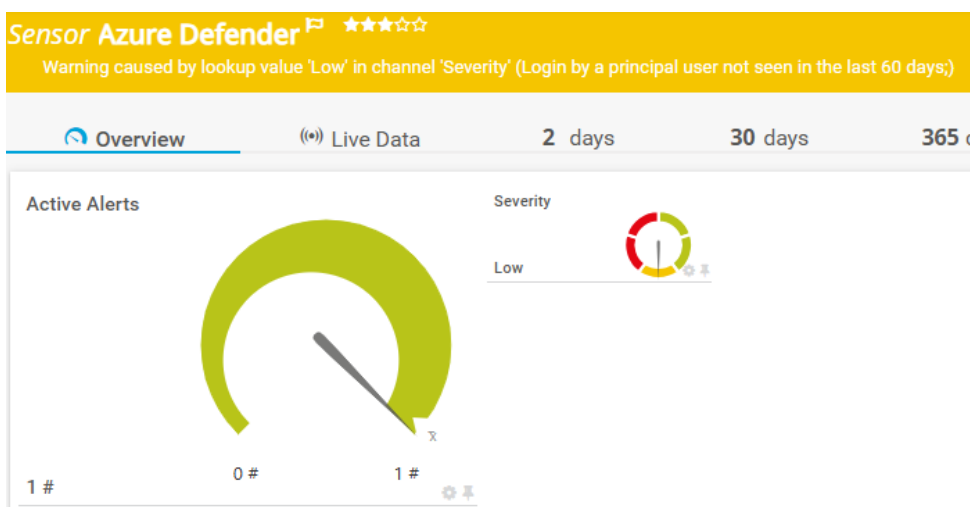 Sensor Azure Defender
Warning caused by lookup value 'Low' in channel 'Severity' (Login by a principal user not seen in the last 60 days;)
Overview
Live Data
2 days
30 days
365
Active Alerts
Severity
Low
0 #
1 #
1 #